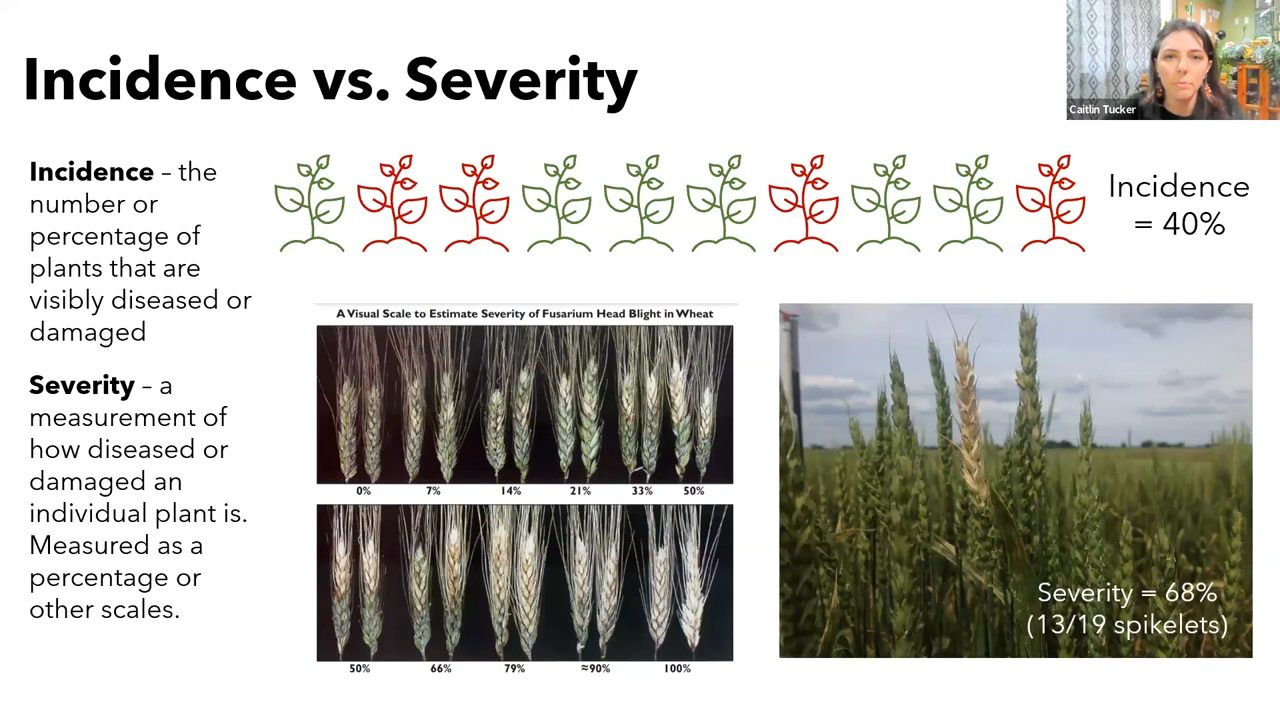 Incidence vs. Severity
Caitlin Tucker
Incidence – the
number or
percentage of
plants that are
visibly diseased or
damaged
Severity – a
measurement of
how diseased or
damaged an
individual plant is.
Measured as a
percentage or
other scales.
Incidence
= 40%
A Visual Scale to Estimate Severity of Fusarium Head Blight in Wheat
0% 7% 14% 21% 33% 50%
50% 66% 79% ≈90% 100%
Severity = 68%
(13/19 spikelets)